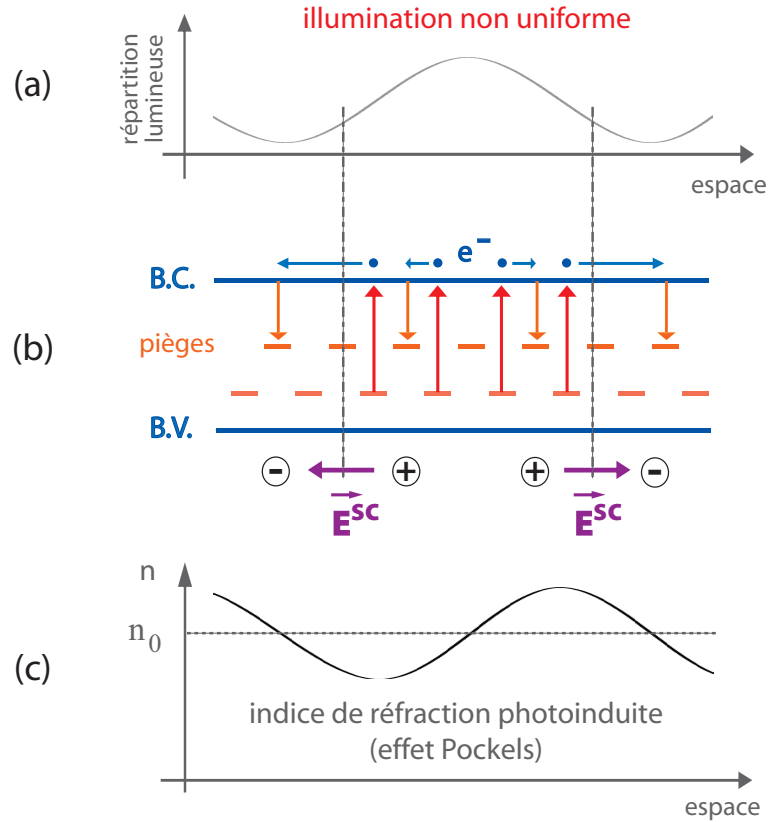 illumination non uniforme
(a)
répartition
lumineuse
espace
e⁻
B.C.
(b)
pièges
B.V.
- + + -
E^sc E^sc
n
n₀
(c)
indice de réfraction photoinduite
(effet Pockels)
espace